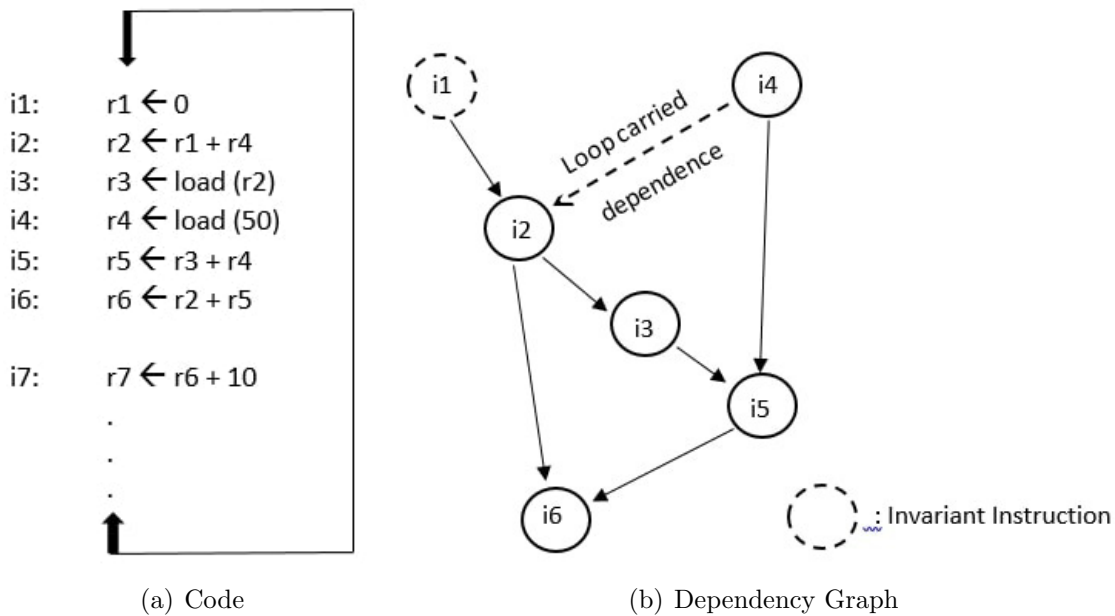 i1: r1 ← 0
i2: r2 ← r1 + r4
i3: r3 ← load (r2)
i4: r4 ← load (50)
i5: r5 ← r3 + r4
i6: r6 ← r2 + r5
i7: r7 ← r6 + 10
.
.
.
(a) Code
i1
i4
Loop carried
dependence
i2
i3
i5
i6
: Invariant Instruction
(b) Dependency Graph